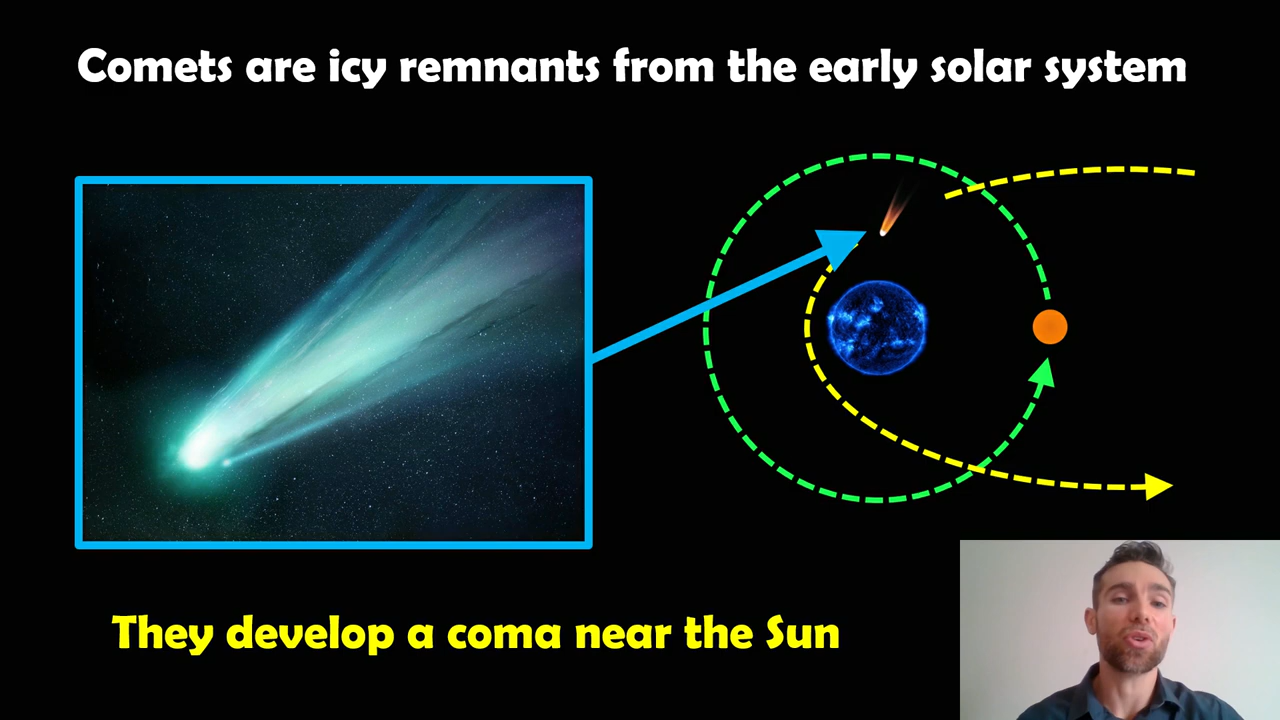 Comets are icy remnants from the early solar system
They develop a coma near the Sun